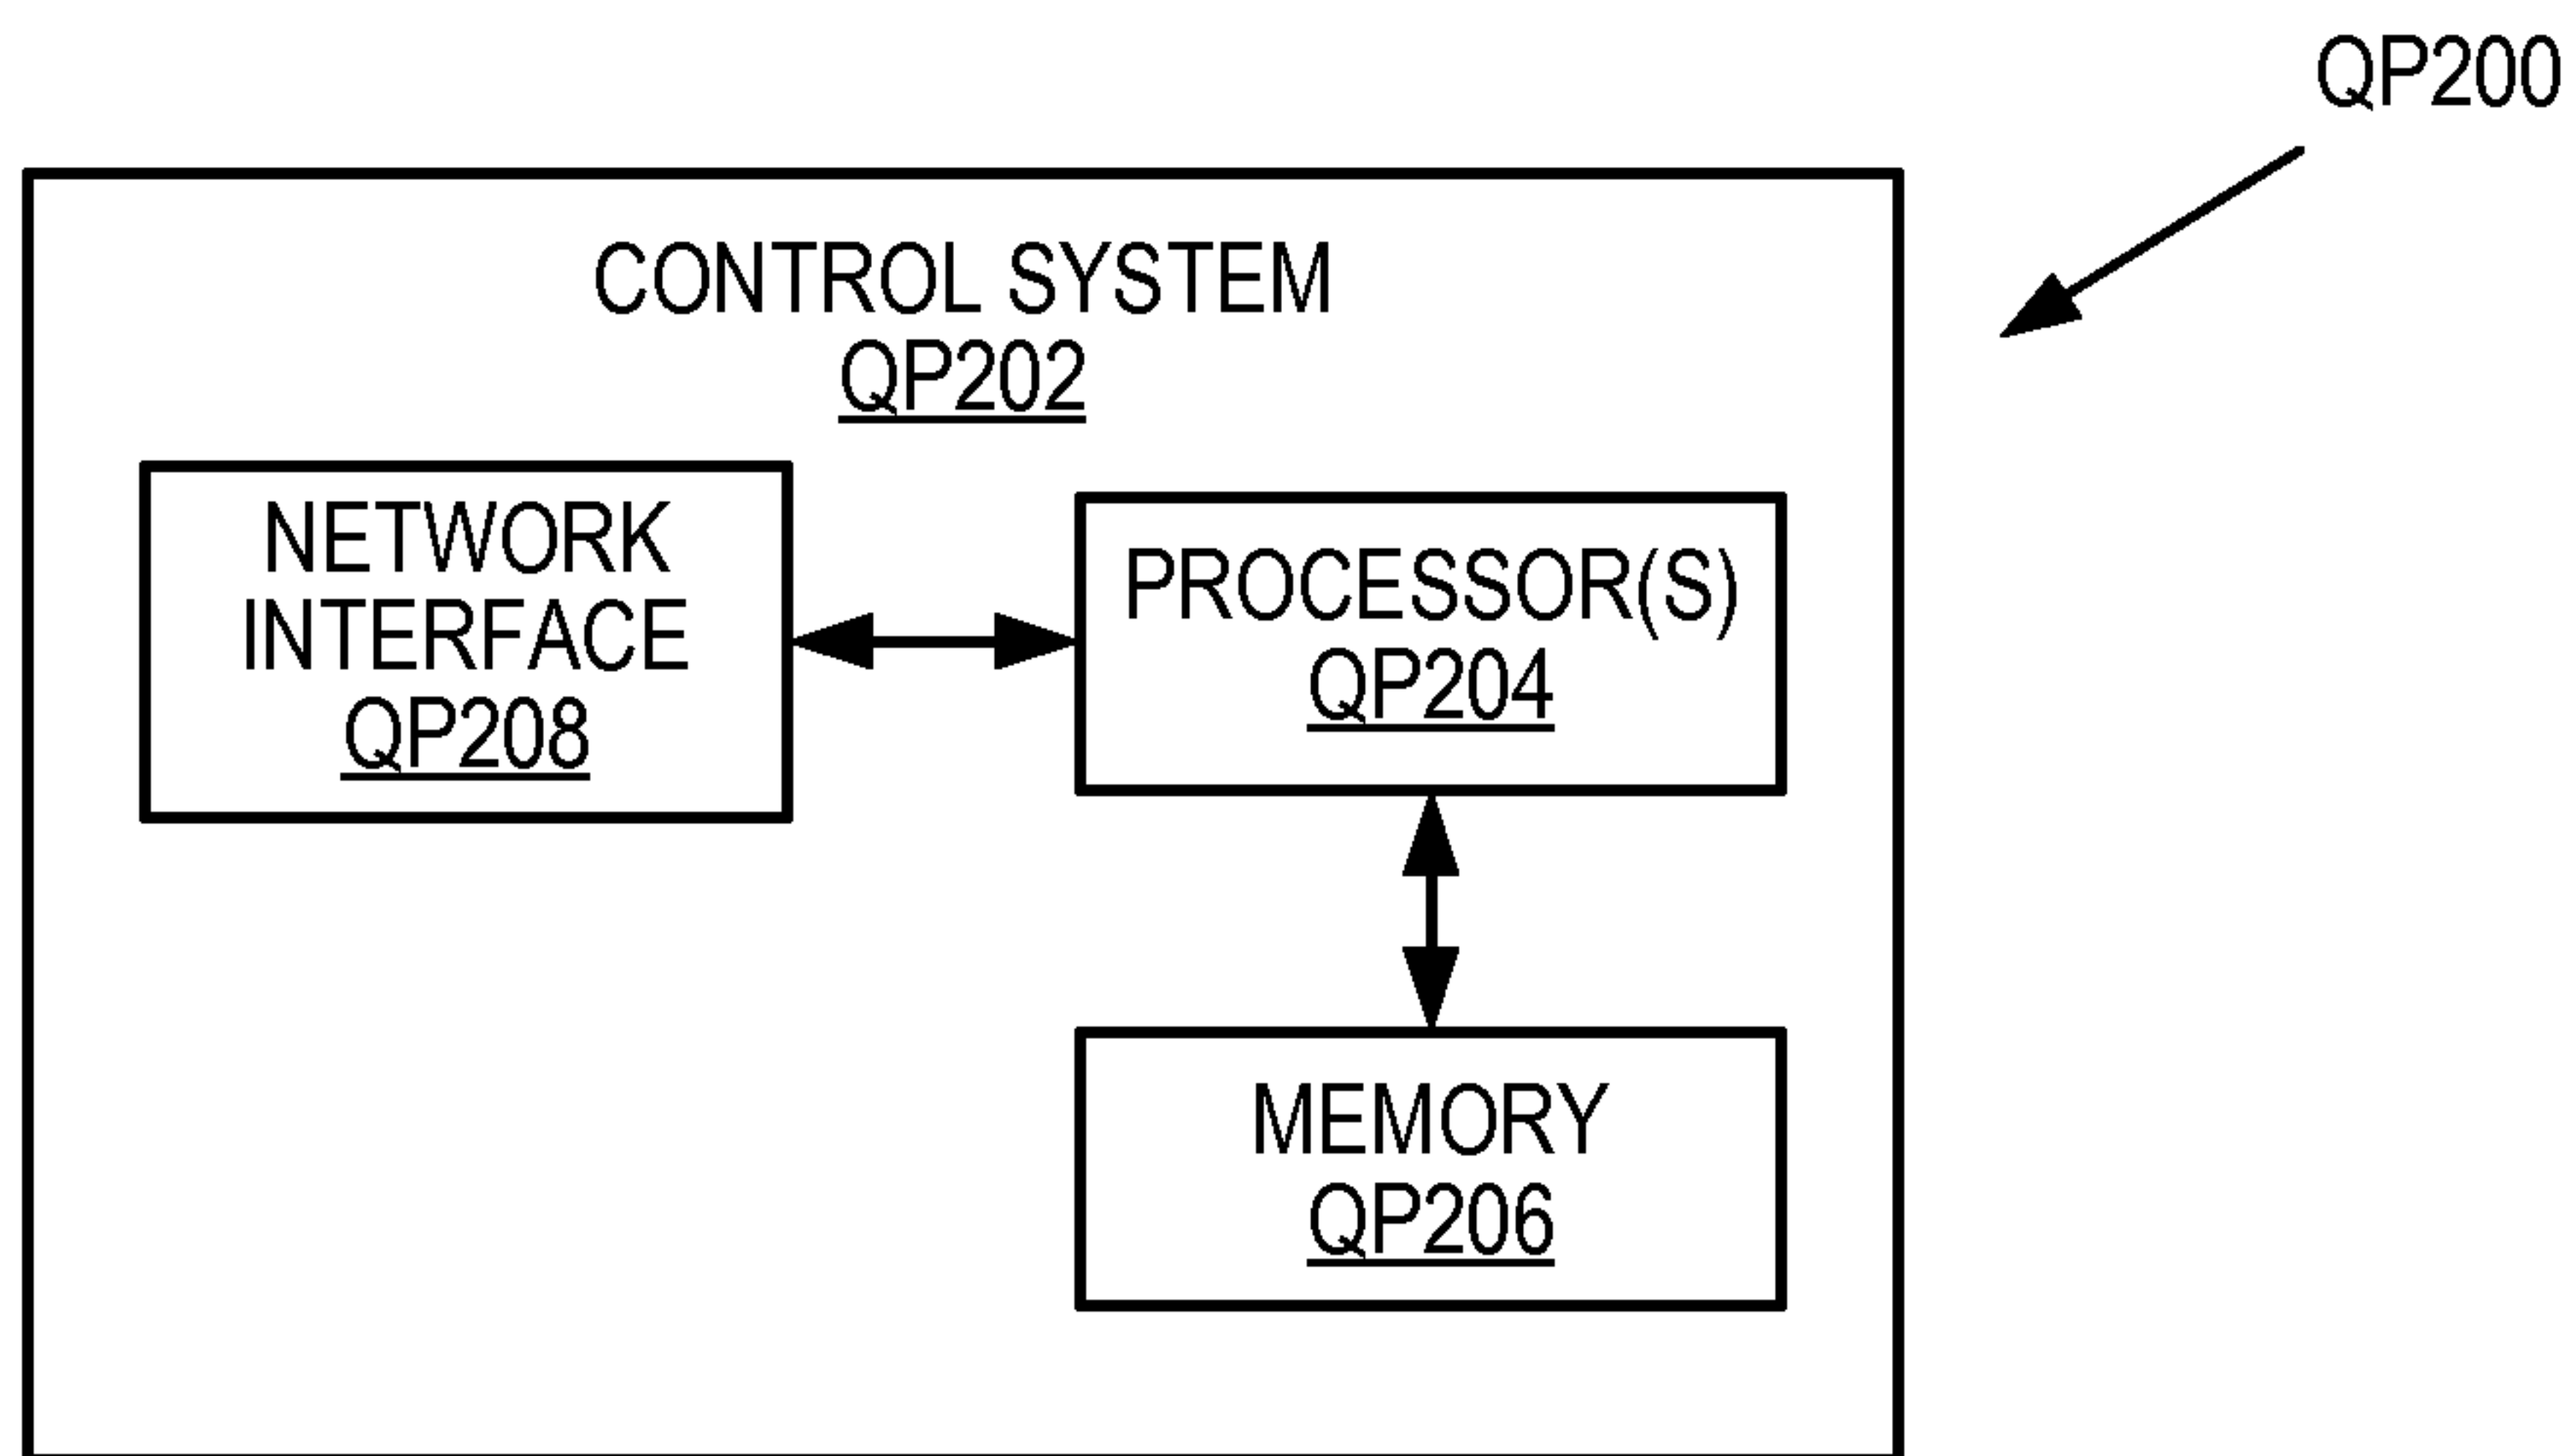 QP200
CONTROL SYSTEM
QP202
NETWORK
INTERFACE
QP208
PROCESSOR(S)
QP204
MEMORY
QP206